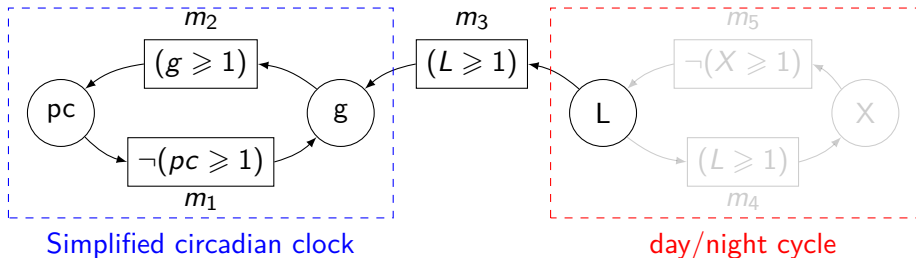 m₂ m₃ m₅
(g ⩾ 1) (L ⩾ 1) ¬(X ⩾ 1)
pc g L X
¬(pc ⩾ 1) (L ⩾ 1)
m₁ m₄
Simplified circadian clock day/night cycle